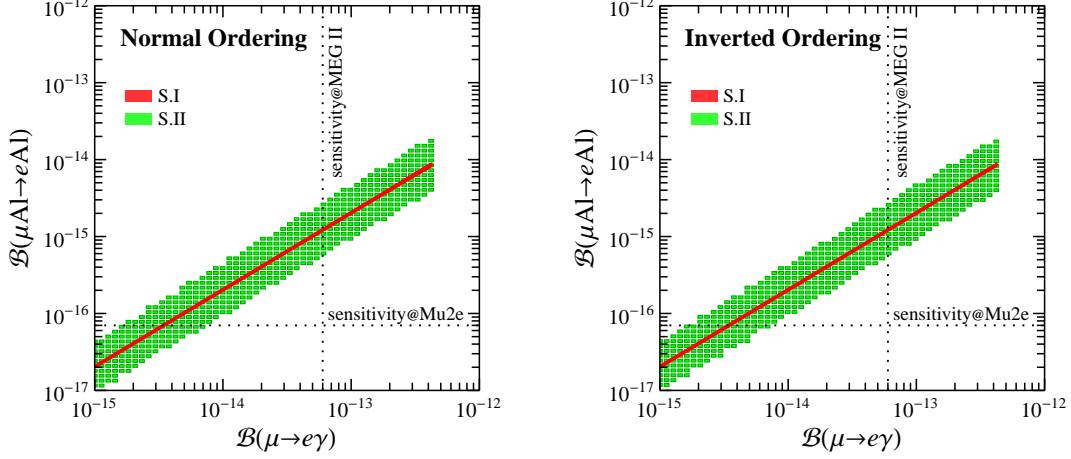 Normal Ordering
S.I
S.II
sensitivity@MEG II
sensitivity@Mu2e
10⁻¹²
10⁻¹³
10⁻¹⁴
10⁻¹⁵
10⁻¹⁶
10⁻¹⁷
ℬ(μAl→eAl)
10⁻¹⁵ 10⁻¹⁴ 10⁻¹³ 10⁻¹²
ℬ(μ→eγ)
Inverted Ordering
S.I
S.II
sensitivity@MEG II
sensitivity@Mu2e
10⁻¹²
10⁻¹³
10⁻¹⁴
10⁻¹⁵
10⁻¹⁶
10⁻¹⁷
ℬ(μAl→eAl)
10⁻¹⁵ 10⁻¹⁴ 10⁻¹³ 10⁻¹²
ℬ(μ→eγ)